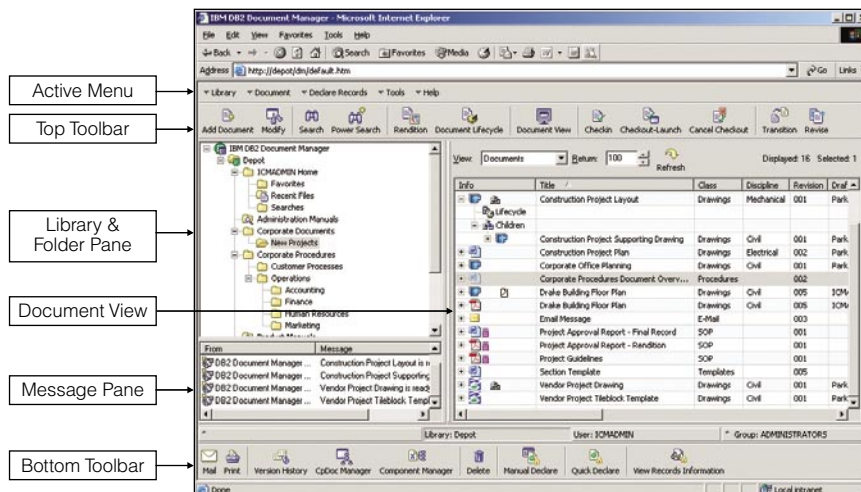 IBM DB2 Document Manager - Microsoft Internet Explorer
File Edit View Favorites Tools Help
Back Search Favorites Media
Address http://depot/dm/default.htm Go Links
Active Menu
Library Document Declare Records Tools Help
Top Toolbar
Add Document Modify Search Power Search Rendition Document Lifecycle Document View Checkin Checkout-Launch Cancel Checkout Transition Revise
Library & Folder Pane
IBM DB2 Document Manager
Depot
ICMADMIN Home
Favorites
Recent Files
Searches
Administration Manuals
Corporate Documents
New Projects
Corporate Procedures
Customer Processes
Operations
Accounting
Finance
Human Resources
Marketing
Product Manuals
View: Documents Return: 100 Refresh Displayed: 16 Selected: 1
Document View
Info Title Class Discipline Revision Draf
Construction Project Layout Drawings Mechanical 001 Park
Lifecycle
Children
Construction Project Supporting Drawing Drawings Civil 001 Park
Construction Project Plan Drawings Electrical 002 Park
Corporate Office Planning Drawings Civil 001 Park
Corporate Procedures Document Overv... Procedures 002
Drake Building Floor Plan Drawings Civil 005 ICMA
Drake Building Floor Plan Drawings Civil 005 ICMA
Email Message E-Mail 003
Project Approval Report - Final Record SOP 001
Project Approval Report - Rendition SOP 001
Project Guidelines SOP 001
Section Template Templates 005
Vendor Project Drawing Drawings Civil 001 Park
Vendor Project Tileblock Template Drawings Civil 001 Park
Message Pane
From Message
DB2 Document Manager ... Construction Project Layout is r
DB2 Document Manager ... Construction Project Supporting
DB2 Document Manager ... Vendor Project Drawing is ready
DB2 Document Manager ... Vendor Project Tileblock Templ
Library: Depot User: ICMADMIN Group: ADMINISTRATORS
Bottom Toolbar
Mail Print Version History CpDoc Manager Component Manager Delete Manual Declare Quick Declare View Records Information
Done Local intranet